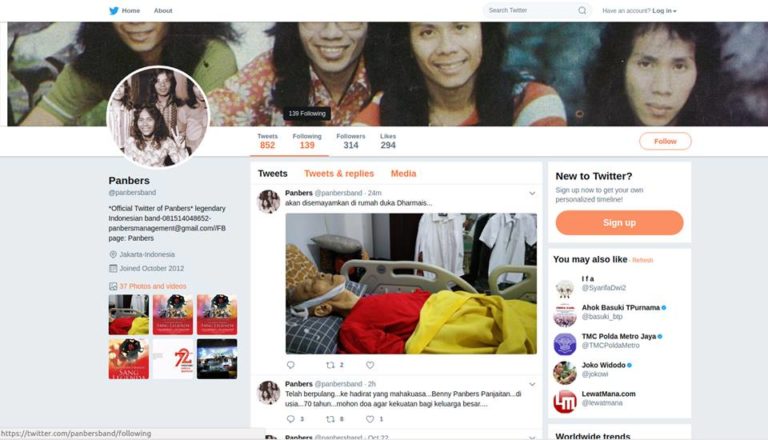 Home About Search Twitter Have an account? Log in
139 Following
Tweets Following Followers Likes
852 139 314 294
Follow
Panbers
@panbersband
*Official Twitter of Panbers* legendary
Indonesian band-081514048652-
panbersmanagement@gmail.com//FB
page: Panbers
Jakarta-Indonesia
Joined October 2012
37 Photos and videos
SANG
LEGENDA
72
Tweets Tweets & replies Media
Panbers @panbersband · 24m
akan disemayamkan di rumah duka Dharmais...
2
Panbers @panbersband · 2h
Telah berpulang...ke hadirat yang mahakuasa...Benny Panbers Panjaitan...di
usia...70 tahun...mohon doa agar kekuatan bagi keluarga besar....
3 8 1
Panbers @panbersband · Oct 22
New to Twitter?
Sign up now to get your own
personalized timeline!
Sign up
You may also like · Refresh
I f a
@SyarifaDwi2
Ahok Basuki TPurnama
@basuki_btp
TMC Polda Metro Jaya
@TMCPoldaMetro
Joko Widodo
@jokowi
LewatMana.com
@lewatmana
Worldwide trends
https://twitter.com/panbersband/following